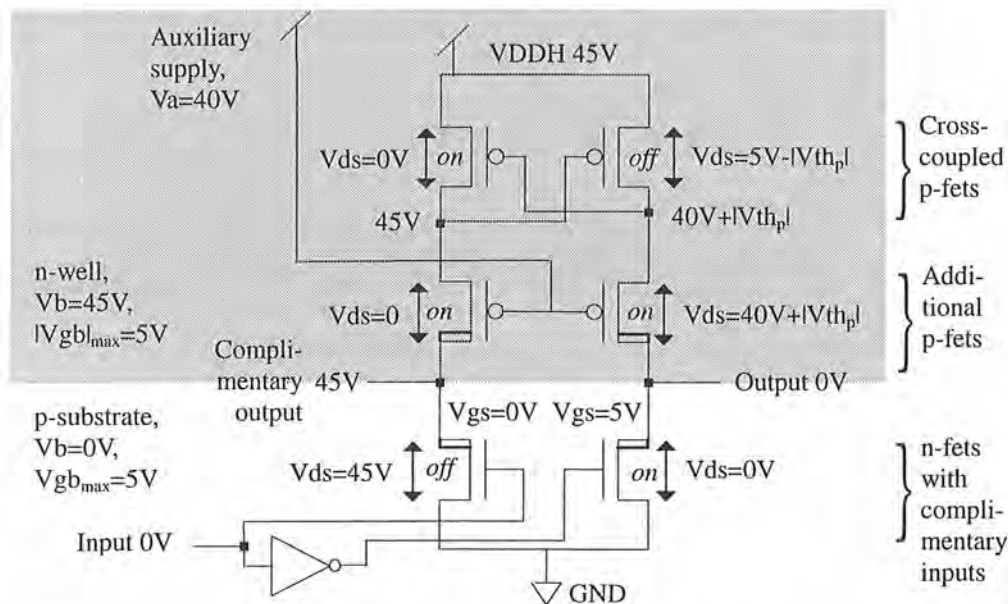 Auxiliary
supply,
Va=40V
VDDH 45V
Vds=0V
on
off
Vds=5V-|Vthp|
Cross-
coupled
p-fets
45V
40V+|Vthp|
n-well,
Vb=45V,
|Vgb|max=5V
Vds=0
on
on
Vds=40V+|Vthp|
Addi-
tional
p-fets
Compli-
mentary 45V
output
Output 0V
p-substrate,
Vb=0V,
Vgbmax=5V
Vgs=0V
Vgs=5V
Vds=45V
off
on
Vds=0V
n-fets
with
compli-
mentary
inputs
Input 0V
GND